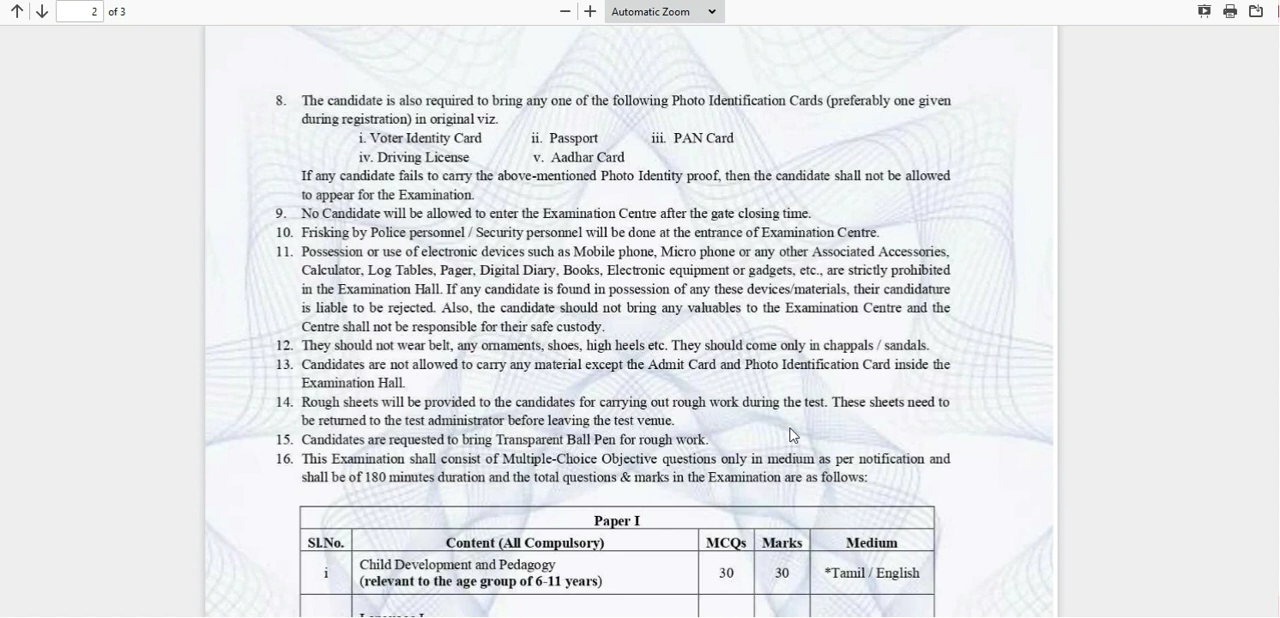 2 of 3
Automatic Zoom
8. The candidate is also required to bring any one of the following Photo Identification Cards (preferably one given
during registration) in original viz.
i. Voter Identity Card ii. Passport iii. PAN Card
iv. Driving License v. Aadhar Card
If any candidate fails to carry the above-mentioned Photo Identity proof, then the candidate shall not be allowed
to appear for the Examination.
9. No Candidate will be allowed to enter the Examination Centre after the gate closing time.
10. Frisking by Police personnel / Security personnel will be done at the entrance of Examination Centre.
11. Possession or use of electronic devices such as Mobile phone, Micro phone or any other Associated Accessories,
Calculator, Log Tables, Pager, Digital Diary, Books, Electronic equipment or gadgets, etc., are strictly prohibited
in the Examination Hall. If any candidate is found in possession of any these devices/materials, their candidature
is liable to be rejected. Also, the candidate should not bring any valuables to the Examination Centre and the
Centre shall not be responsible for their safe custody.
12. They should not wear belt, any ornaments, shoes, high heels etc. They should come only in chappals / sandals.
13. Candidates are not allowed to carry any material except the Admit Card and Photo Identification Card inside the
Examination Hall.
14. Rough sheets will be provided to the candidates for carrying out rough work during the test. These sheets need to
be returned to the test administrator before leaving the test venue.
15. Candidates are requested to bring Transparent Ball Pen for rough work.
16. This Examination shall consist of Multiple-Choice Objective questions only in medium as per notification and
shall be of 180 minutes duration and the total questions & marks in the Examination are as follows:
Paper I
Sl.No. Content (All Compulsory) MCQs Marks Medium
i Child Development and Pedagogy 30 30 *Tamil / English
(relevant to the age group of 6-11 years)